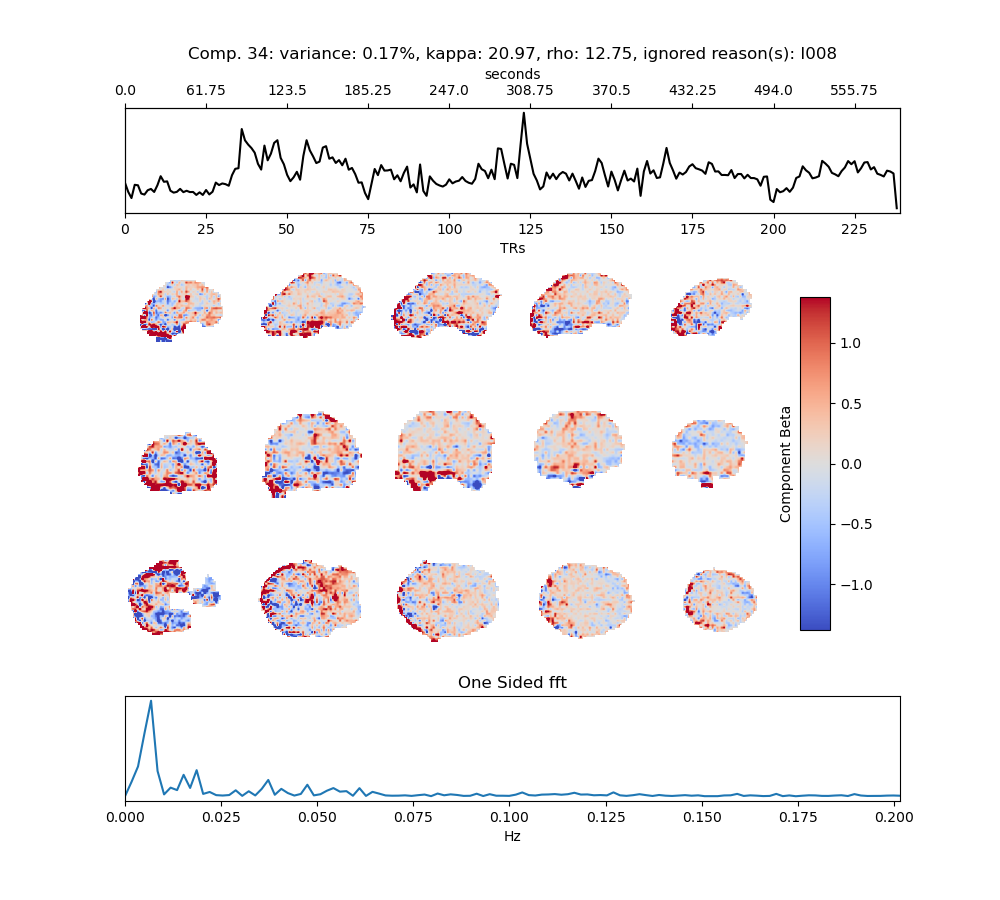 Comp. 34: variance: 0.17%, kappa: 20.97, rho: 12.75, ignored reason(s): I008
seconds
0.0 61.75 123.5 185.25 247.0 308.75 370.5 432.25 494.0 555.75
0 25 50 75 100 125 150 175 200 225
TRs
1.0
0.5
0.0
−0.5
−1.0
Component Beta
One Sided fft
0.000 0.025 0.050 0.075 0.100 0.125 0.150 0.175 0.200
Hz